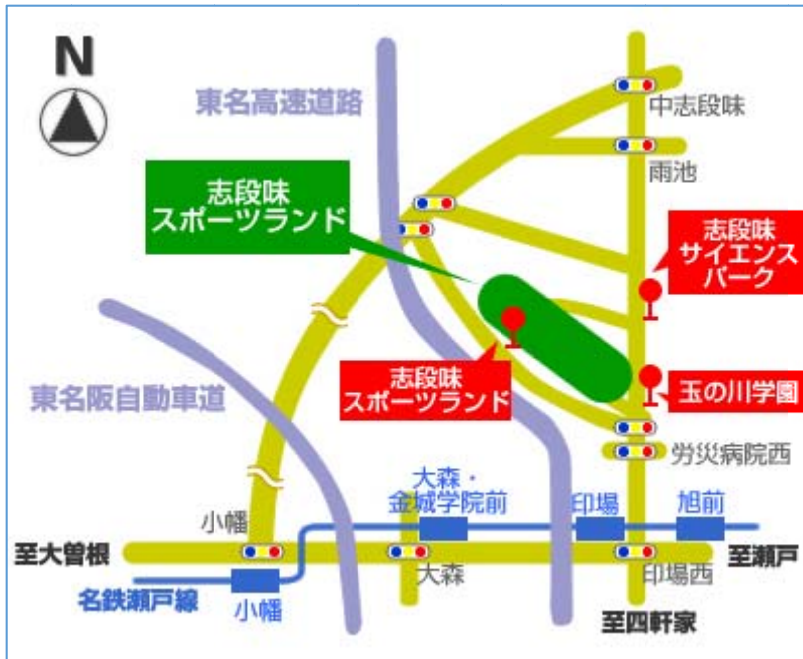 N
東名高速道路
中志段味
雨池
志段味
スポーツランド
志段味
サイエンス
パーク
志段味
スポーツランド
玉の川学園
東名阪自動車道
労災病院西
大森・
金城学院前
印場
旭前
小幡
至大曽根
至瀬戸
大森
印場西
名鉄瀬戸線
小幡
至四軒家